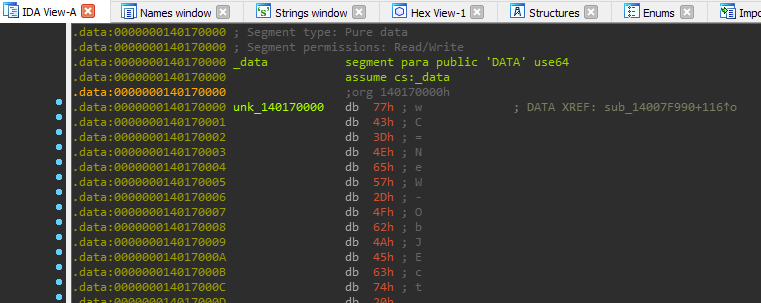 IDA View-A Names window Strings window Hex View-1 Structures Enums
.data:0000000140170000 ; Segment type: Pure data
.data:0000000140170000 ; Segment permissions: Read/Write
.data:0000000140170000 _data segment para public 'DATA' use64
.data:0000000140170000 assume cs:_data
.data:0000000140170000 ;org 140170000h
.data:0000000140170000 unk_140170000 db 77h ; w ; DATA XREF: sub_14007F990+116↑o
.data:0000000140170001 db 43h ; C
.data:0000000140170002 db 3Dh ; =
.data:0000000140170003 db 4Eh ; N
.data:0000000140170004 db 65h ; e
.data:0000000140170005 db 57h ; W
.data:0000000140170006 db 2Dh ; -
.data:0000000140170007 db 4Fh ; O
.data:0000000140170008 db 62h ; b
.data:0000000140170009 db 4Ah ; J
.data:000000014017000A db 45h ; E
.data:000000014017000B db 63h ; c
.data:000000014017000C db 74h ; t
.data:000000014017000D db 20h